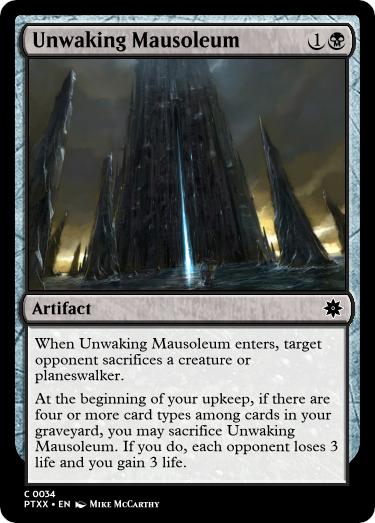 Unwaking Mausoleum 1
Artifact
When Unwaking Mausoleum enters, target
opponent sacrifices a creature or
planeswalker.
At the beginning of your upkeep, if there are
four or more card types among cards in your
graveyard, you may sacrifice Unwaking
Mausoleum. If you do, each opponent loses 3
life and you gain 3 life.
C 0034
PTXX • EN Mike McCarthy